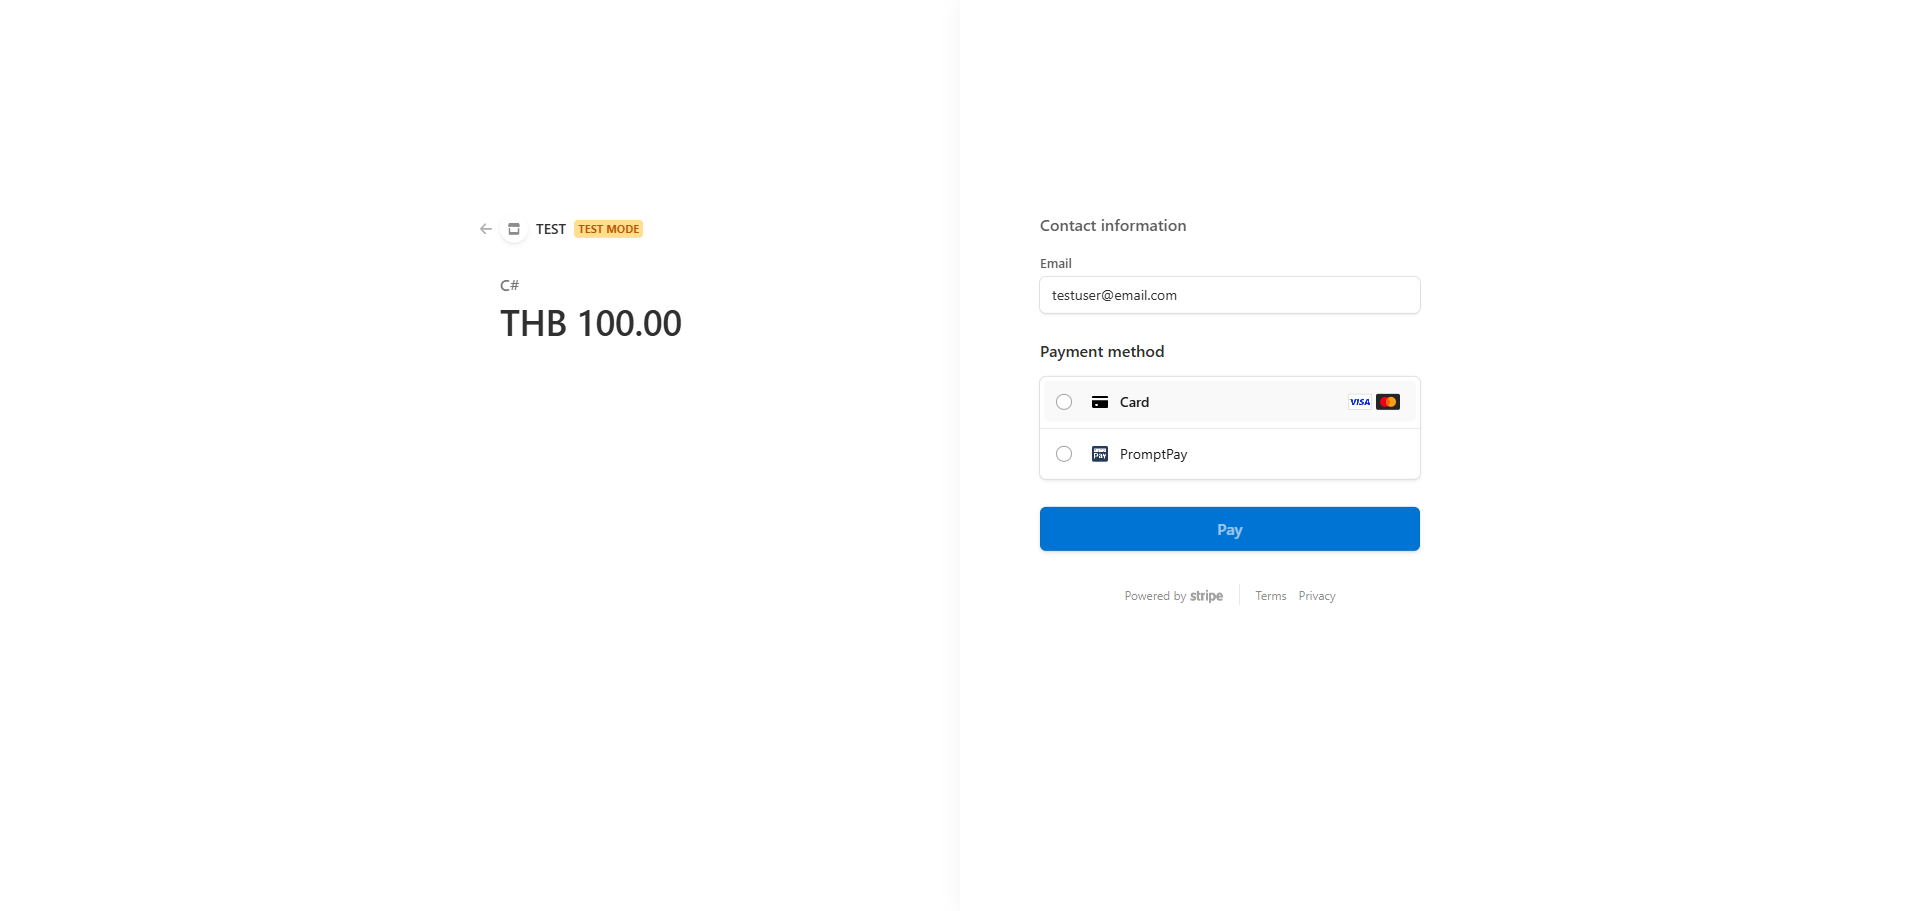 TEST TEST MODE
C#
THB 100.00
Contact information
Email
testuser@email.com
Payment method
Card VISA
PromptPay
Pay
Powered by stripe Terms Privacy